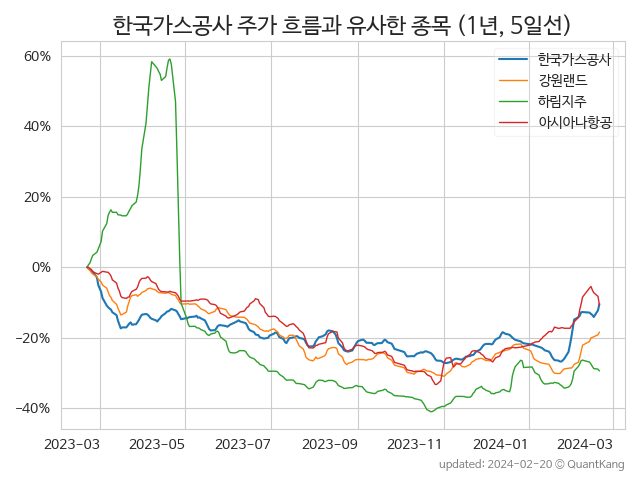 한국가스공사 주가 흐름과 유사한 종목 (1년, 5일선)
한국가스공사
강원랜드
하림지주
아시아나항공
60%
40%
20%
0%
−20%
−40%
2023-03 2023-05 2023-07 2023-09 2023-11 2024-01 2024-03
updated: 2024-02-20 © QuantKang